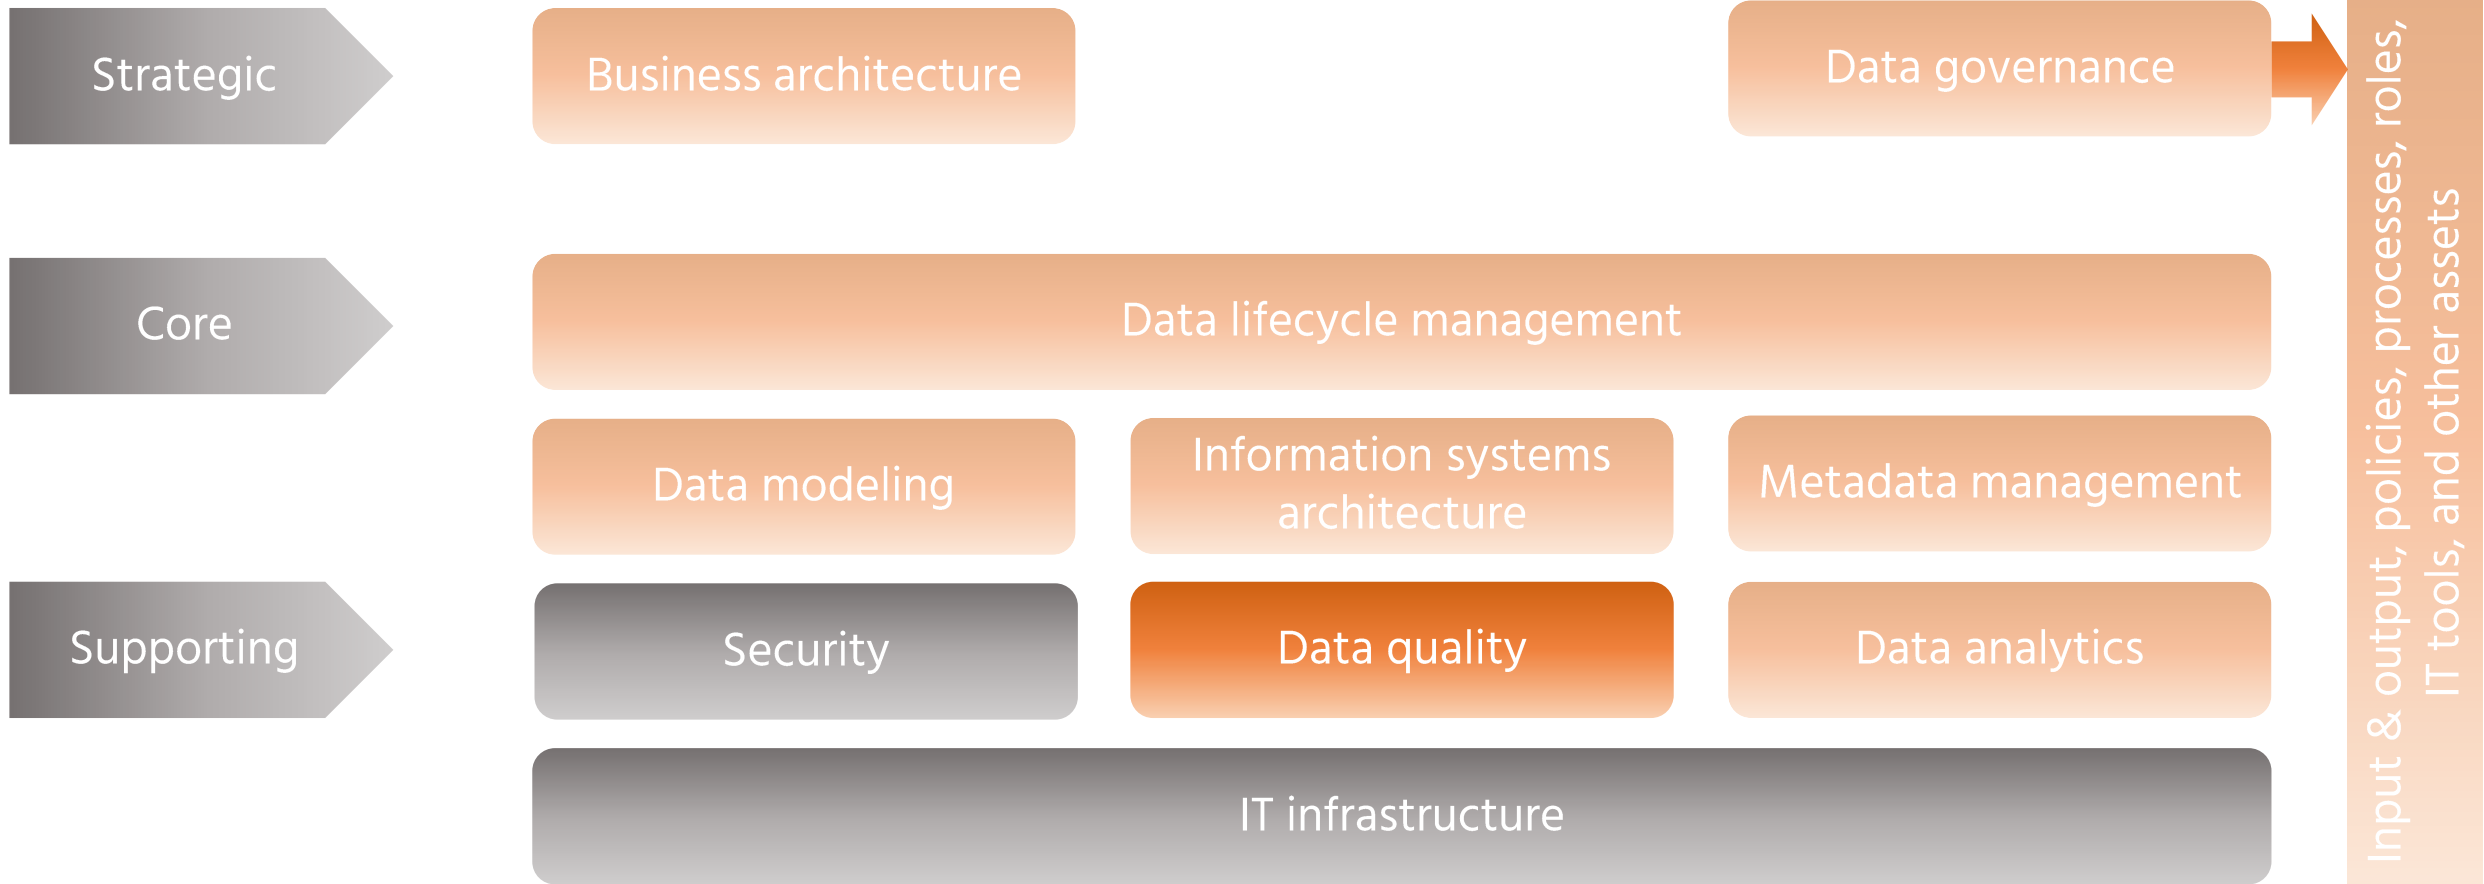 Strategic
Business architecture
Data governance
Core
Data lifecycle management
Data modeling
Information systems
architecture
Metadata management
Supporting
Security
Data quality
Data analytics
IT infrastructure
Input & output, policies, processes, roles,
IT tools, and other assets